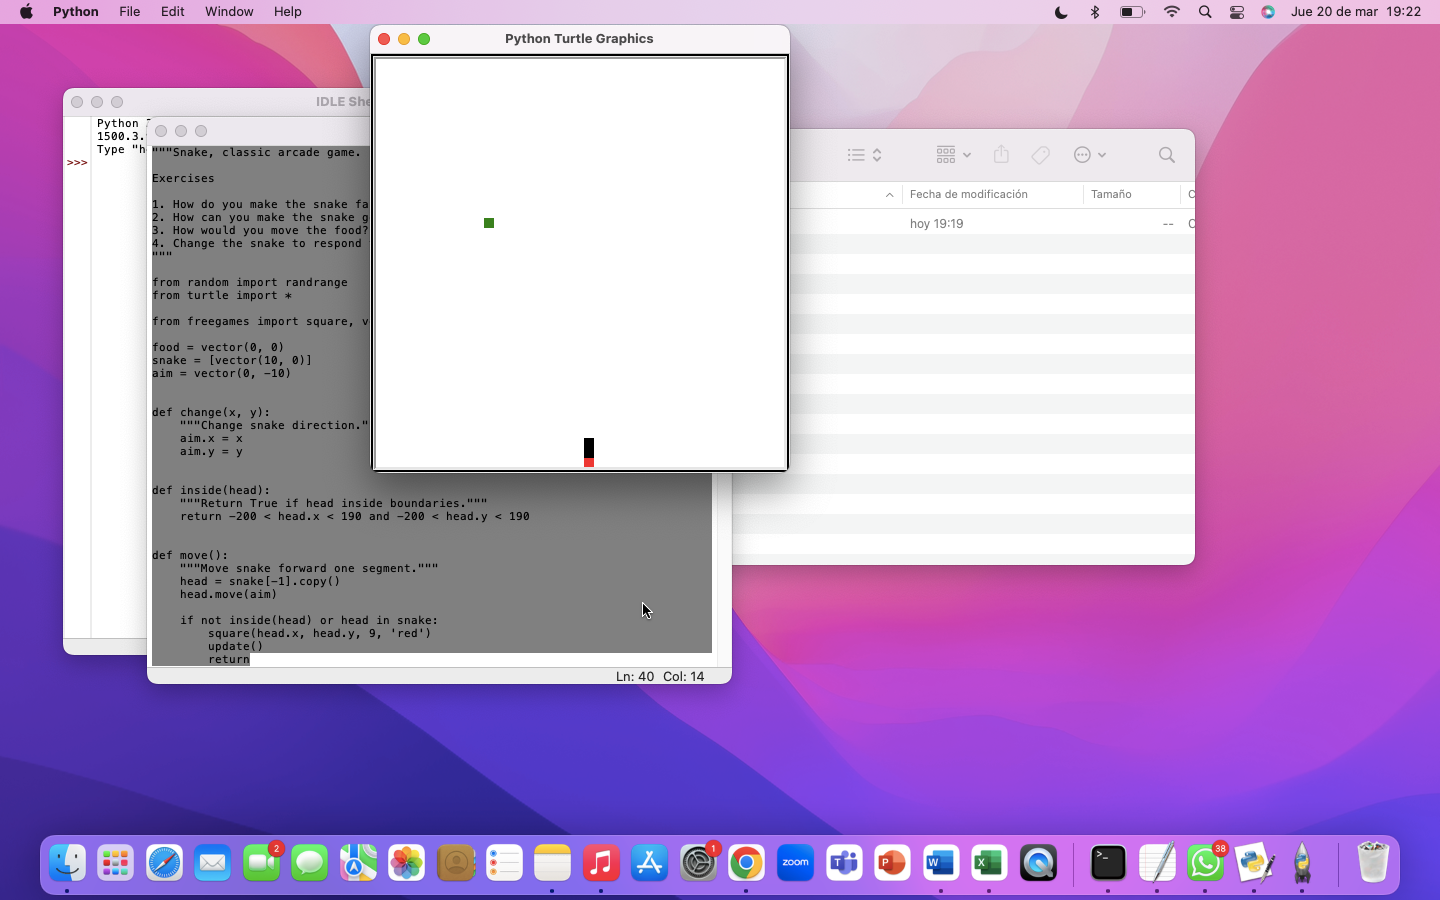 Python File Edit Window Help Jue 20 de mar 19:22
Python Turtle Graphics
IDLE She
Python
1500.3.
Type "h
>>>
"""Snake, classic arcade game.
Exercises
1. How do you make the snake fa
2. How can you make the snake g
3. How would you move the food?
4. Change the snake to respond
"""
from random import randrange
from turtle import *
from freegames import square, v
food = vector(0, 0)
snake = [vector(10, 0)]
aim = vector(0, -10)
def change(x, y):
"""Change snake direction."
aim.x = x
aim.y = y
def inside(head):
"""Return True if head inside boundaries."""
return -200 < head.x < 190 and -200 < head.y < 190
def move():
"""Move snake forward one segment."""
head = snake[-1].copy()
head.move(aim)
if not inside(head) or head in snake:
square(head.x, head.y, 9, 'red')
update()
return
Ln: 40 Col: 14
Fecha de modificación Tamaño C
hoy 19:19 -- C
2 1 zoom 38